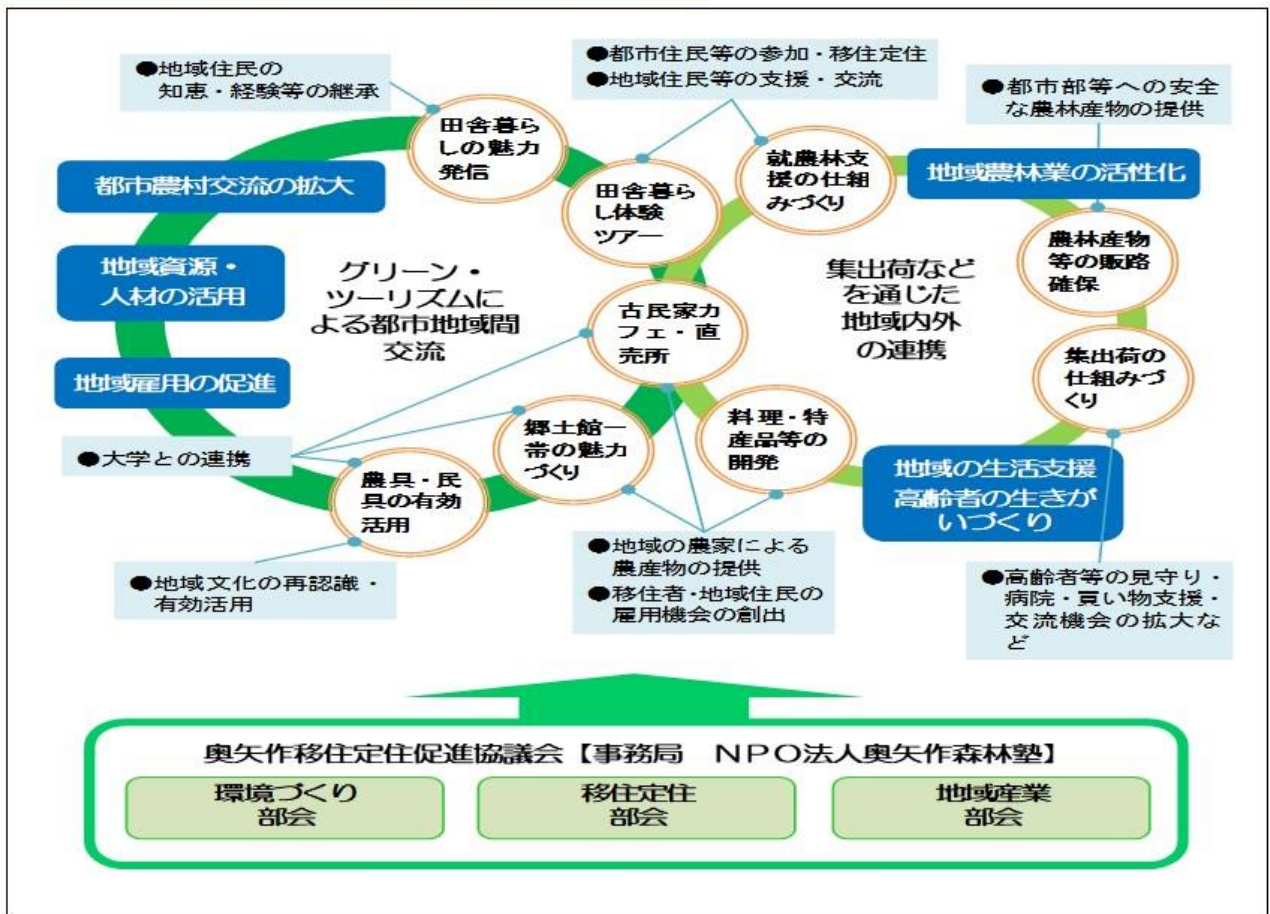 ●地域住民の
知恵・経験等の継承
●都市住民等の参加・移住定住
●地域住民等の支援・交流
●都市部等への安全
な農林産物の提供
田舎暮ら
しの魅力
発信
田舎暮ら
し体験
ツアー
就農林支
援の仕組
みづくり
都市農村交流の拡大
地域農林業の活性化
地域資源・
人材の活用
グリーン・
ツーリズムに
よる都市地域間
交流
古民家カ
フェ・直
売所
集出荷など
を通じた
地域内外
の連携
農林産物
等の販路
確保
地域雇用の促進
集出荷の
仕組みづ
くり
●大学との連携
農具・民
具の有効
活用
郷土館一
帯の魅力
づくり
料理・特
産品等の
開発
地域の生活支援
高齢者の生きが
いづくり
●地域文化の再認識・
有効活用
●地域の農家による
農産物の提供
●移住者・地域住民の
雇用機会の創出
●高齢者等の見守り・
病院・買い物支援・
交流機会の拡大な
ど
奥矢作移住定住促進協議会【事務局　NPO法人奥矢作森林塾】
環境づくり
部会
移住定住
部会
地域産業
部会